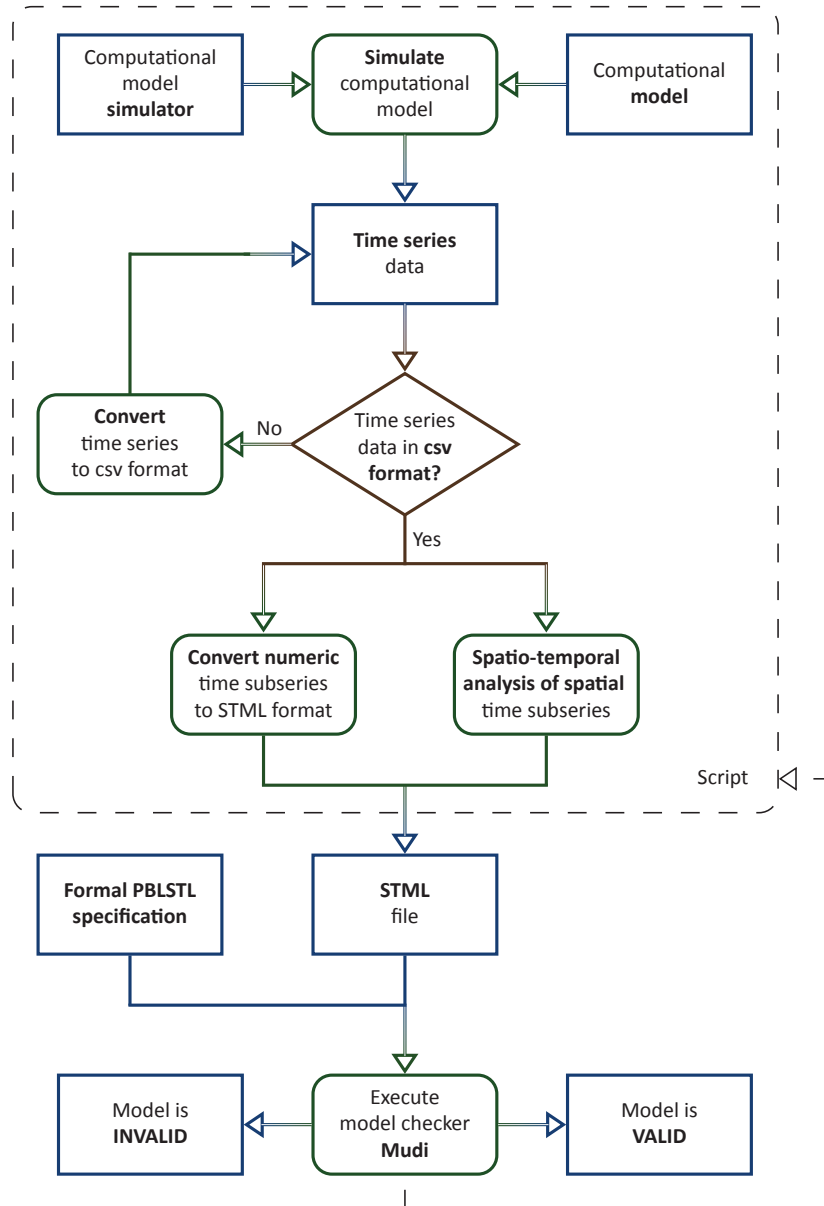 Computational
model
simulator
Simulate
computational
model
Computational
model
Time series
data
Convert
time series
to csv format
No
Time series
data in csv
format?
Yes
Convert numeric
time subseries
to STML format
Spatio-temporal
analysis of spatial
time subseries
Script
Formal PBLSTL
specification
STML
file
Model is
INVALID
Execute
model checker
Mudi
Model is
VALID